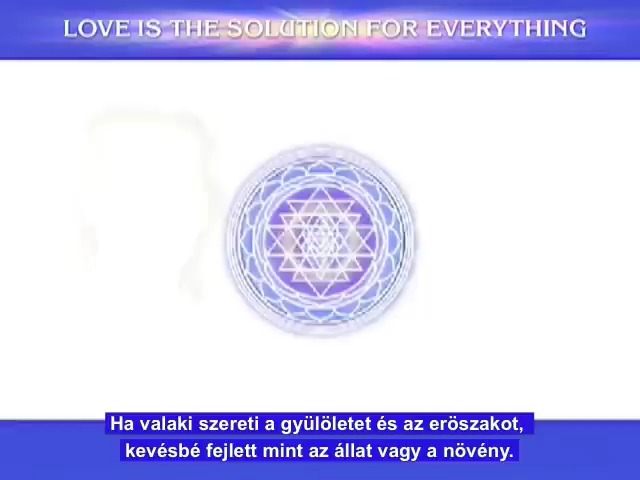 LOVE IS THE SOLUTION FOR EVERYTHING
Ha valaki szereti a gyülöletet és az eröszakot,
kevésbé fejlett mint az állat vagy a növény.